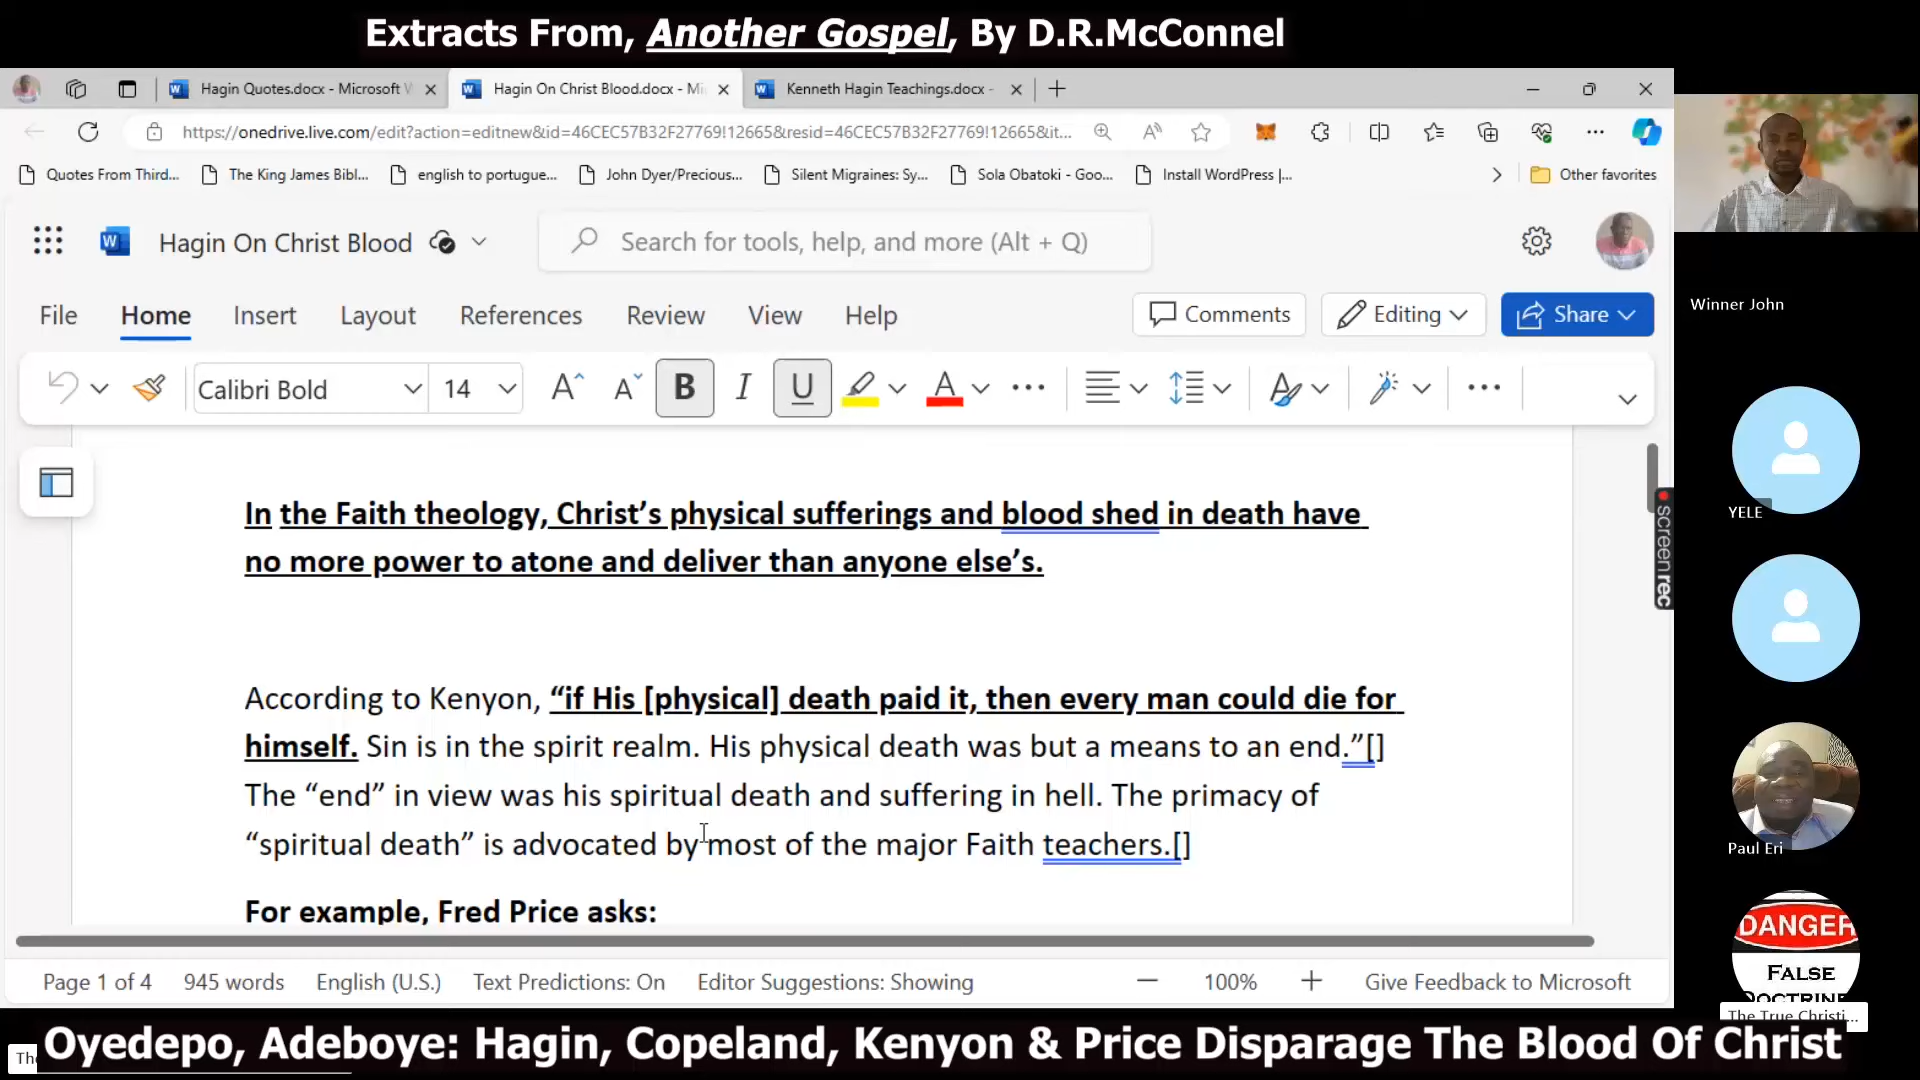 Extracts From, Another Gospel, By D.R.McConnel
Hagin Quotes.docx - Microsoft W
Hagin On Christ Blood.docx - Mi
Kenneth Hagin Teachings.docx -
https://onedrive.live.com/edit?action=editnew&id=46CEC57B32F27769!12665&resid=46CEC57B32F27769!12665&it...
Quotes From Third...
The King James Bibl...
english to portugue...
John Dyer/Precious...
Silent Migraines: Sy...
Sola Obatoki - Goo...
Install WordPress |...
Other favorites
Hagin On Christ Blood
Search for tools, help, and more (Alt + Q)
File Home Insert Layout References Review View Help
Comments
Editing
Share
Calibri Bold
14
In the Faith theology, Christ’s physical sufferings and blood shed in death have
no more power to atone and deliver than anyone else’s.
According to Kenyon, “if His [physical] death paid it, then every man could die for
himself. Sin is in the spirit realm. His physical death was but a means to an end.”[]
The “end” in view was his spiritual death and suffering in hell. The primacy of
“spiritual death” is advocated by most of the major Faith teachers.[]
For example, Fred Price asks:
Page 1 of 4
945 words
English (U.S.)
Text Predictions: On
Editor Suggestions: Showing
100%
Give Feedback to Microsoft
screenrec
Winner John
YELE
Paul Eri
DANGER
FALSE
DOCTRINE
The True Christi...
Th
Oyedepo, Adeboye: Hagin, Copeland, Kenyon & Price Disparage The Blood Of Christ